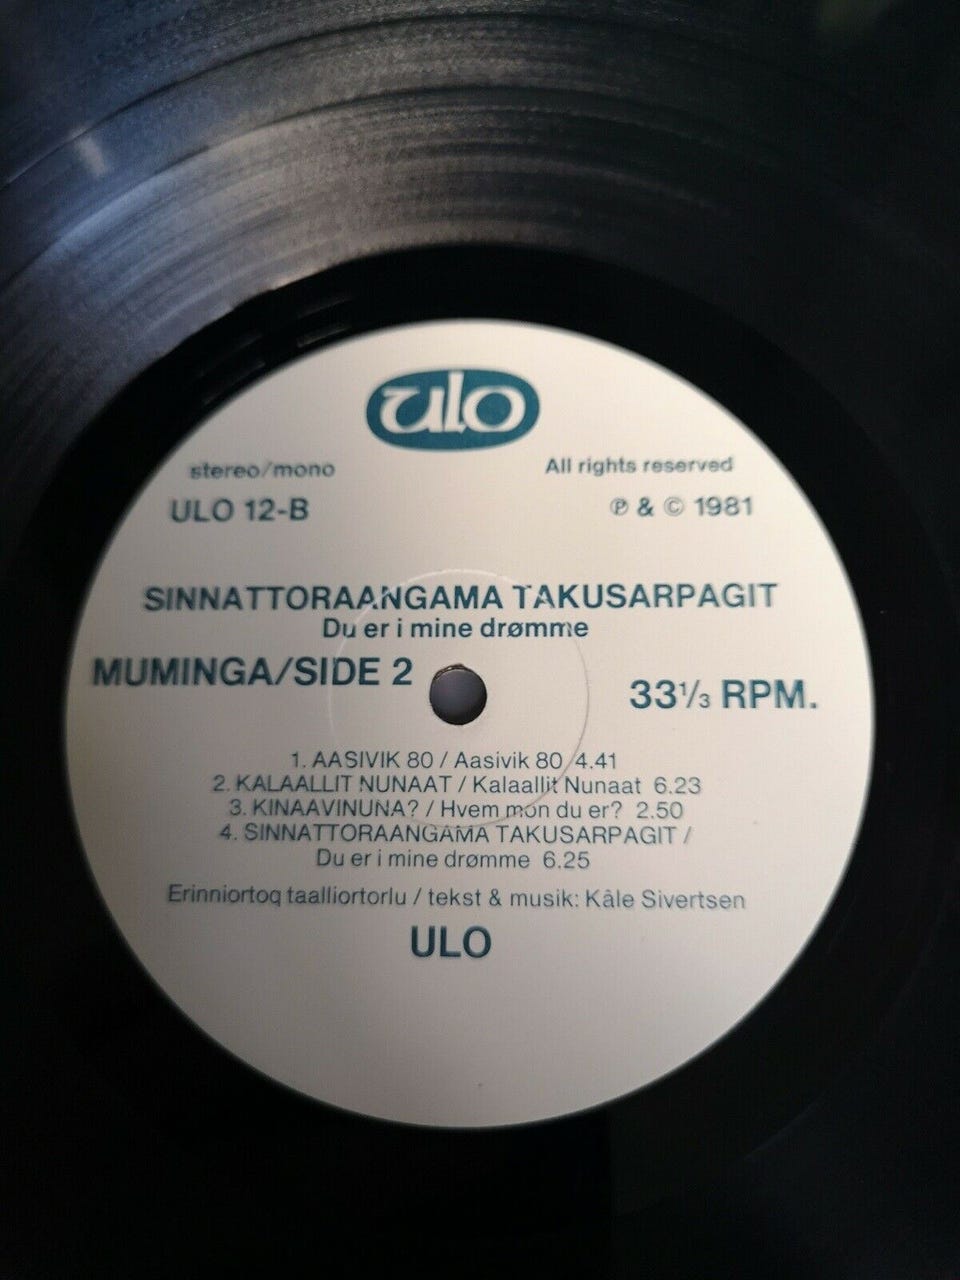 ulo
stereo/mono All rights reserved
ULO 12-B ℗ & © 1981
SINNATTORAANGAMA TAKUSARPAGIT
Du er i mine drømme
MUMINGA/SIDE 2
33⅓ RPM.
1. AASIVIK 80 / Aasivik 80 4.41
2. KALAALLIT NUNAAT / Kalaallit Nunaat 6.23
3. KINAAVINUNA? / Hvem mon du er? 2.50
4. SINNATTORAANGAMA TAKUSARPAGIT /
Du er i mine drømme 6.25
Erinniortoq taalliortorlu / tekst & musik: Kâle Sivertsen
ULO